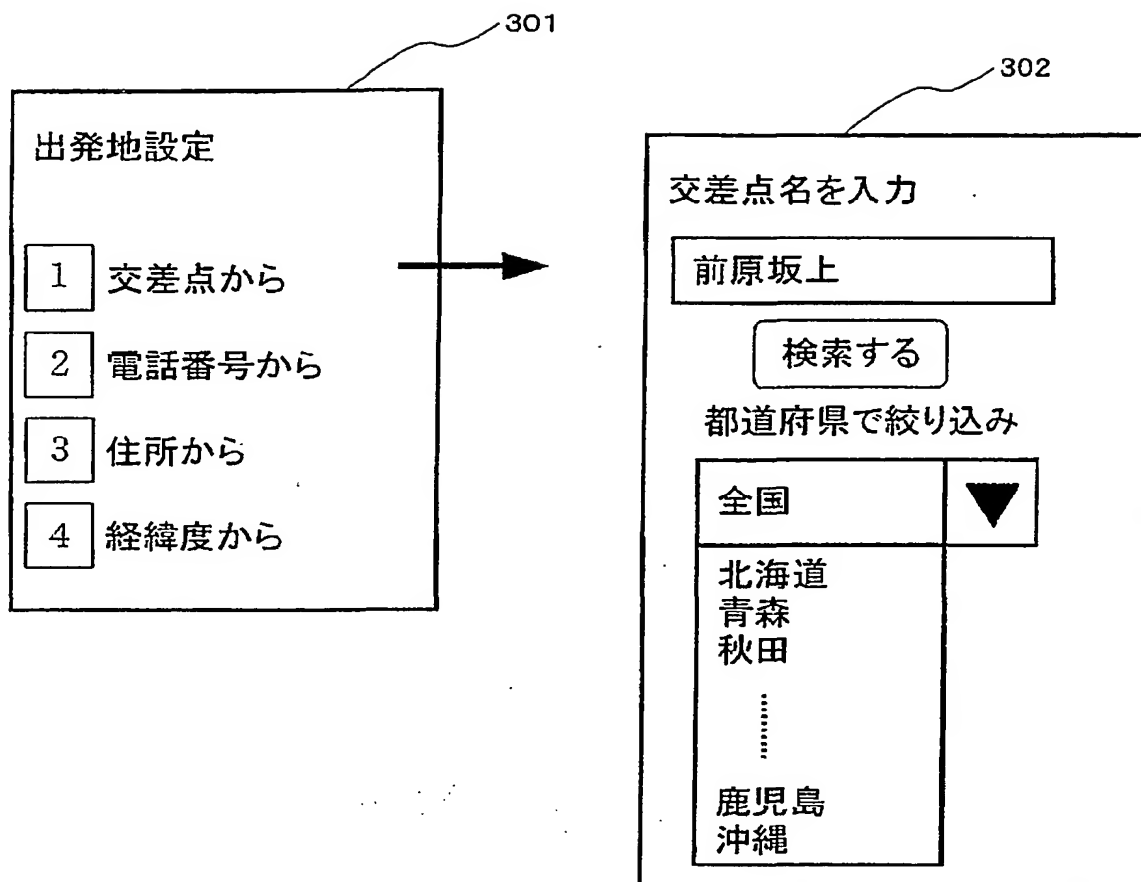 301
出発地設定
1 交差点から
2 電話番号から
3 住所から
4 経緯度から
302
交差点名を入力
前原坂上
検索する
都道府県で絞り込み
全国
北海道
青森
秋田
鹿児島
沖縄